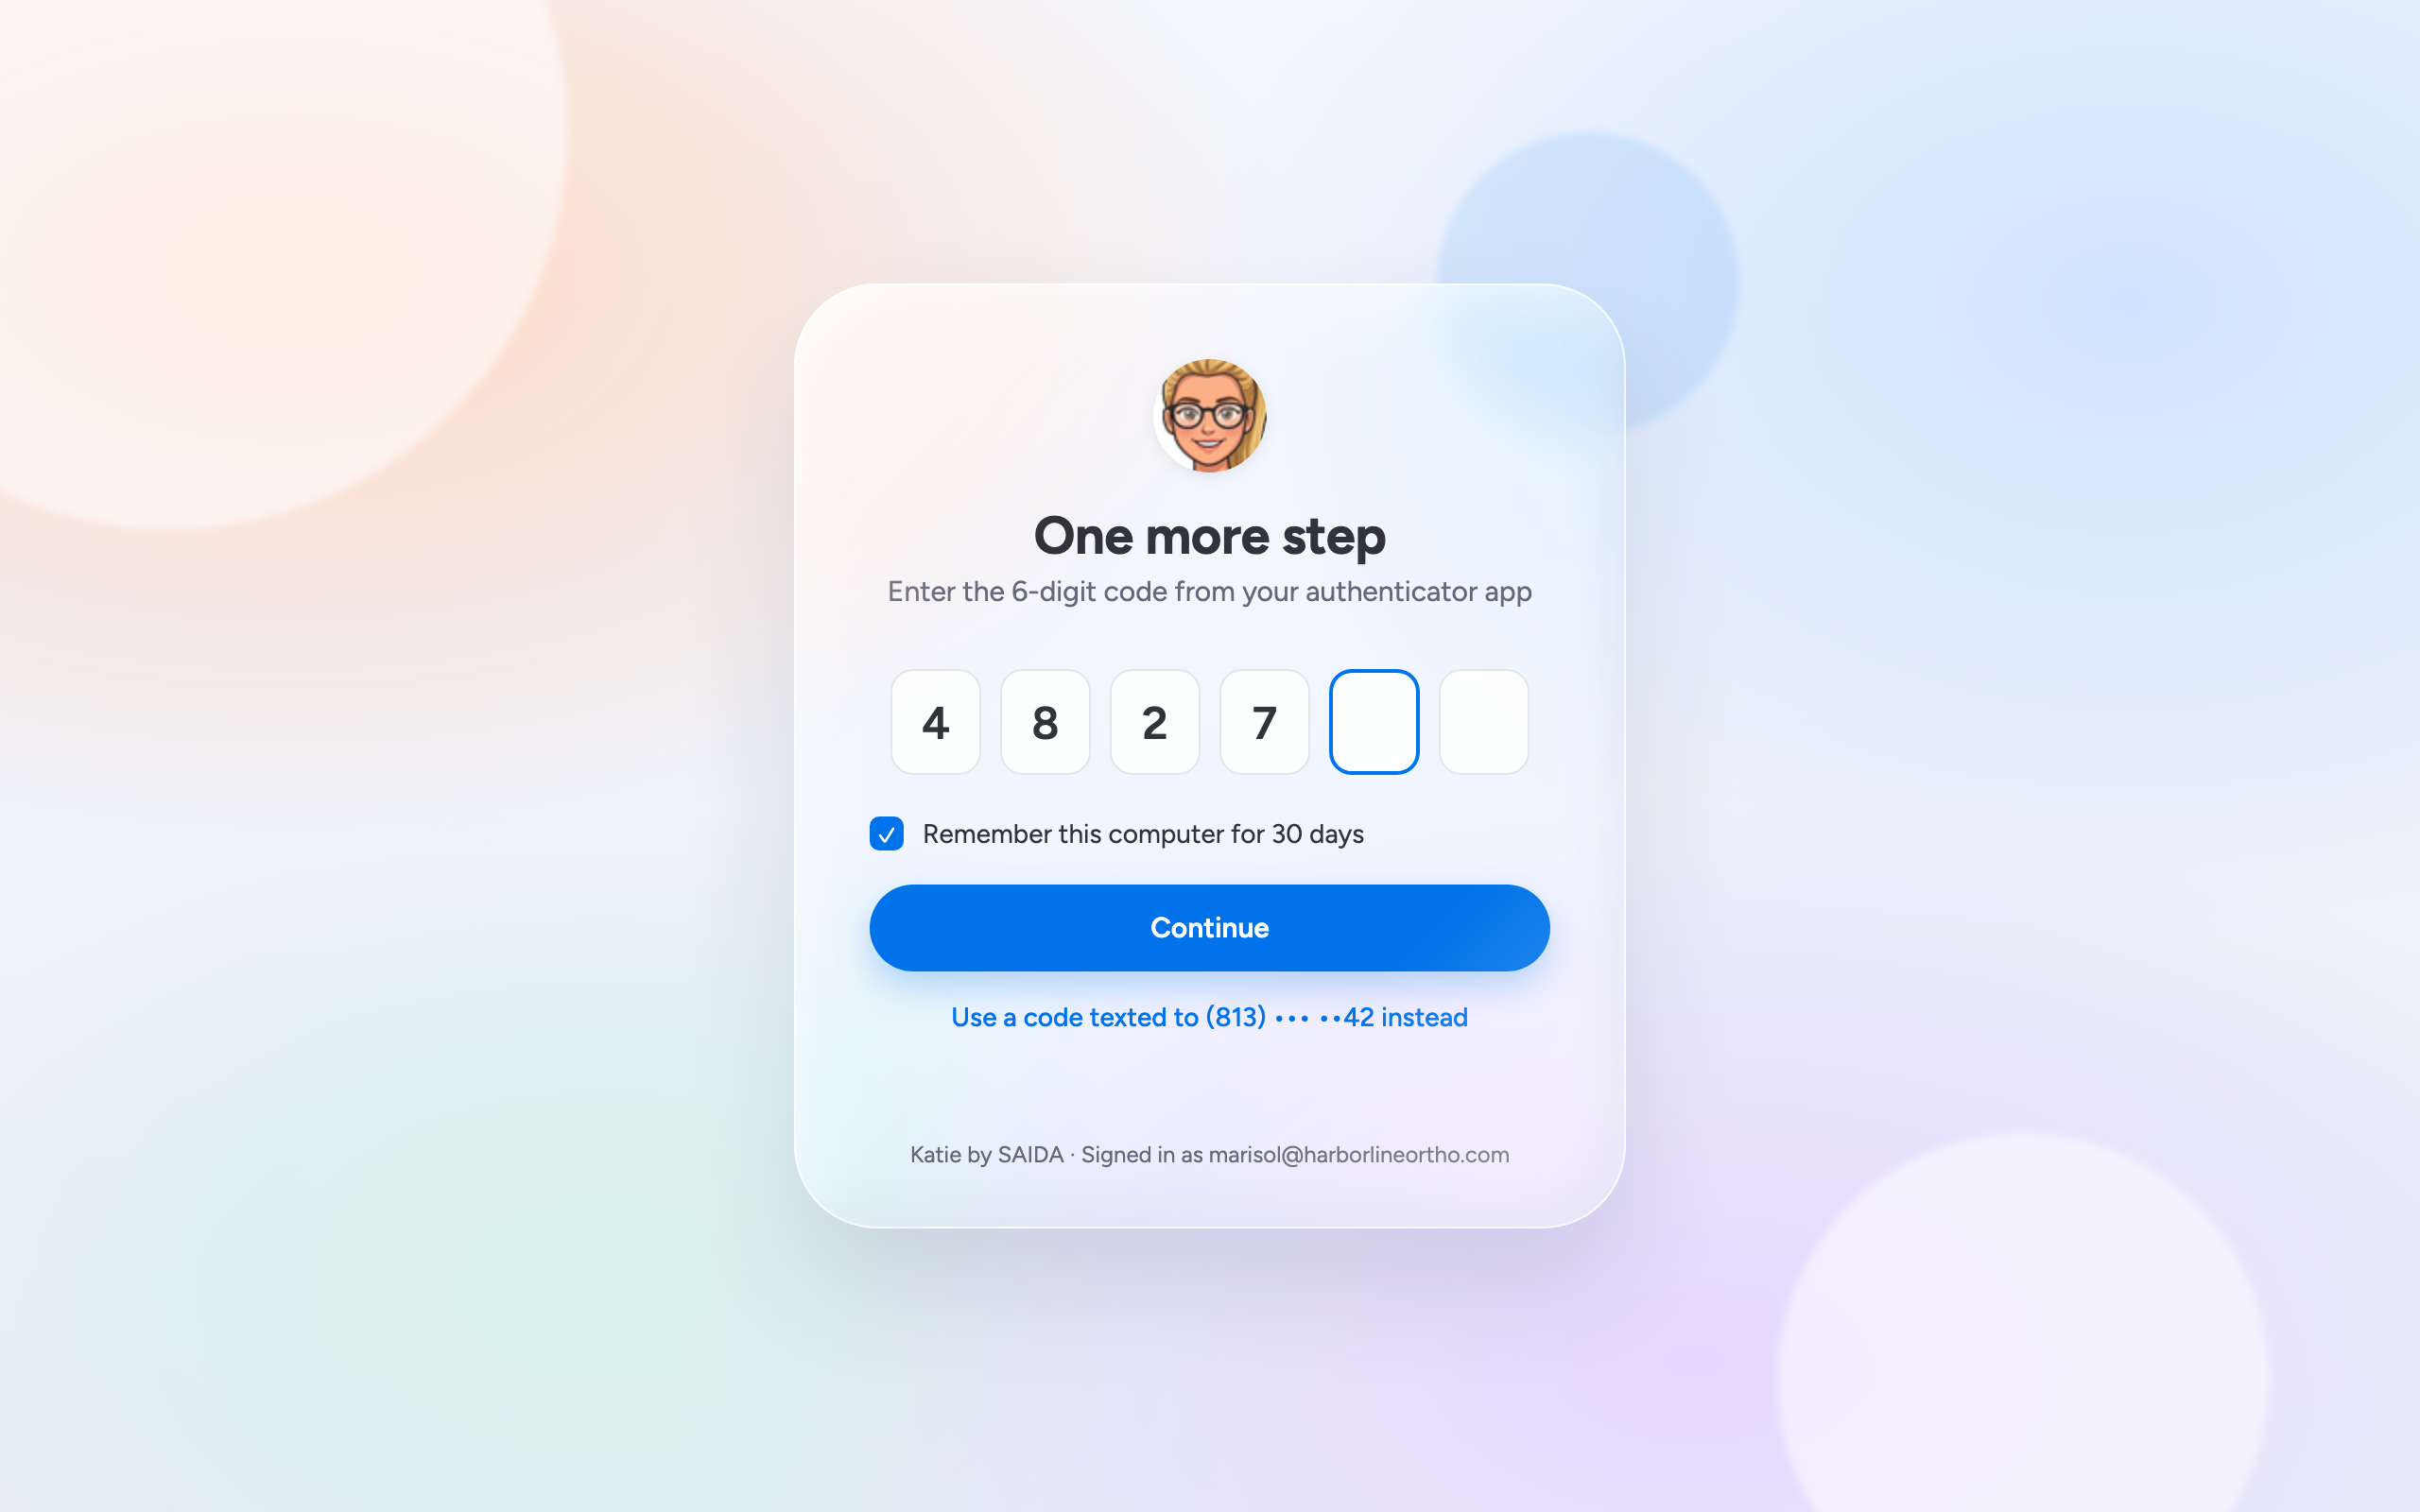 One more step
Enter the 6-digit code from your authenticator app
4 8 2 7
Remember this computer for 30 days
Continue
Use a code texted to (813) ••• ••42 instead
Katie by SAIDA · Signed in as marisol@harborlineortho.com